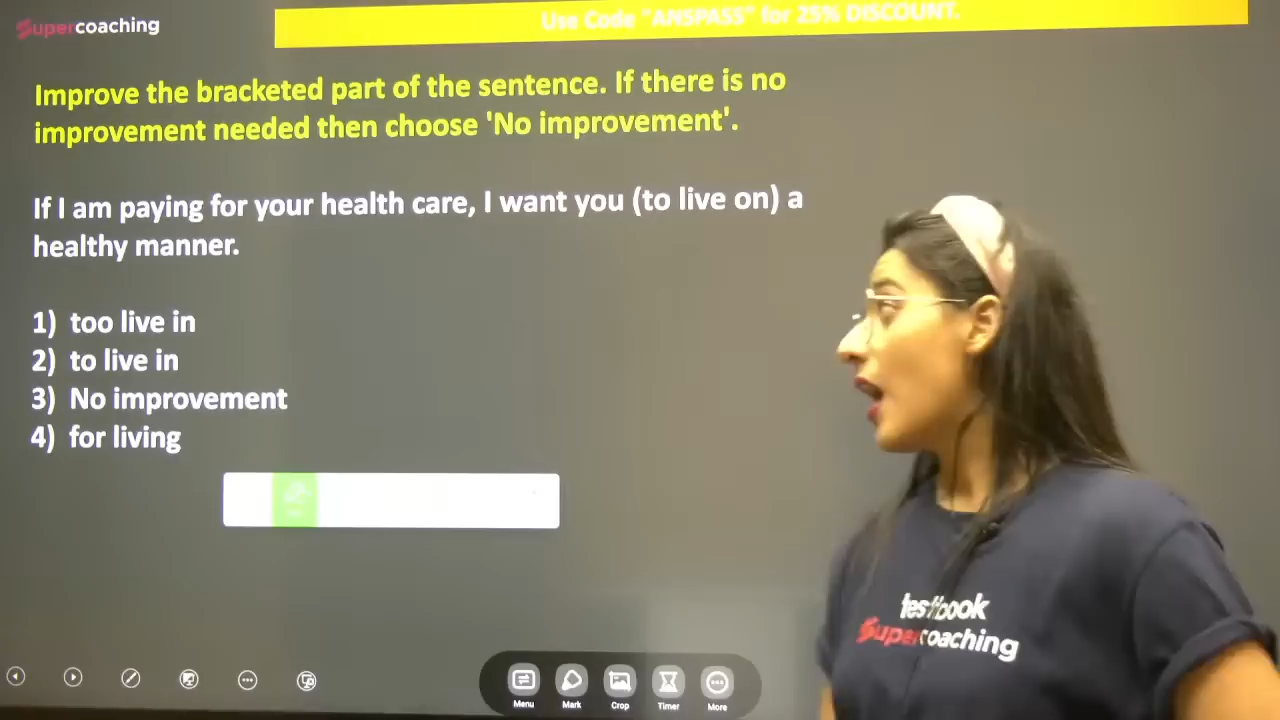 Supercoaching
Use Code "ANSPASS" for 25% DISCOUNT.
Improve the bracketed part of the sentence. If there is no
improvement needed then choose 'No improvement'.
If I am paying for your health care, I want you (to live on) a
healthy manner.
1) too live in
2) to live in
3) No improvement
4) for living
testbook
Supercoaching
Menu
Mark
Crop
Timer
More